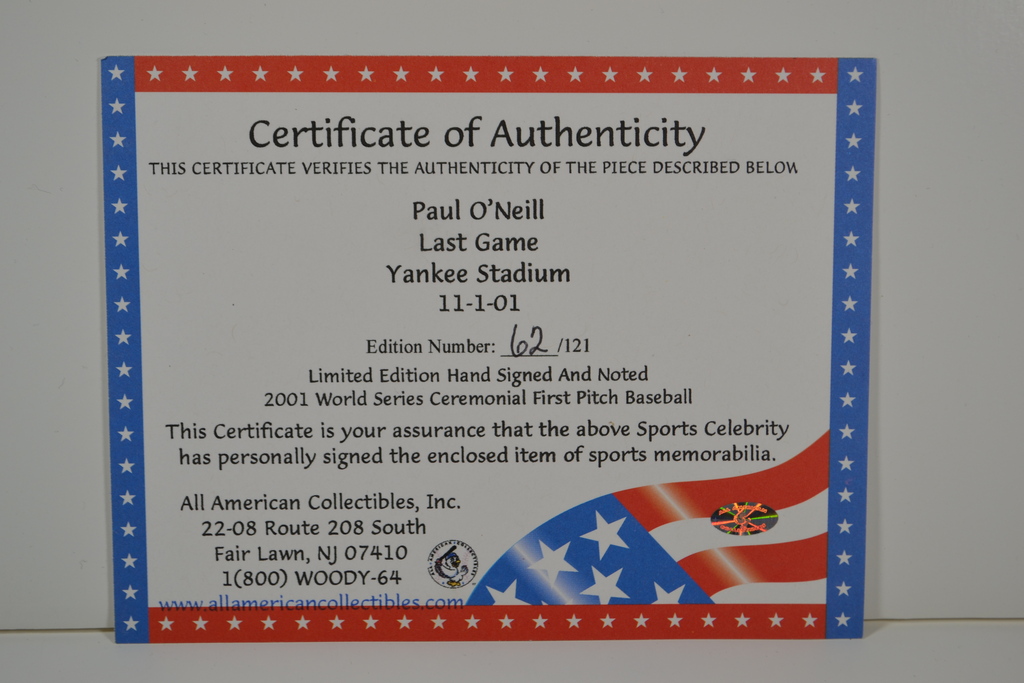 Certificate of Authenticity
THIS CERTIFICATE VERIFIES THE AUTHENTICITY OF THE PIECE DESCRIBED BELOW
Paul O'Neill
Last Game
Yankee Stadium
11-1-01
Edition Number: 62/121
Limited Edition Hand Signed And Noted
2001 World Series Ceremonial First Pitch Baseball
This Certificate is your assurance that the above Sports Celebrity
has personally signed the enclosed item of sports memorabilia.
All American Collectibles, Inc.
22-08 Route 208 South
Fair Lawn, NJ 07410
1(800) WOODY-64
www.allamericancollectibles.com